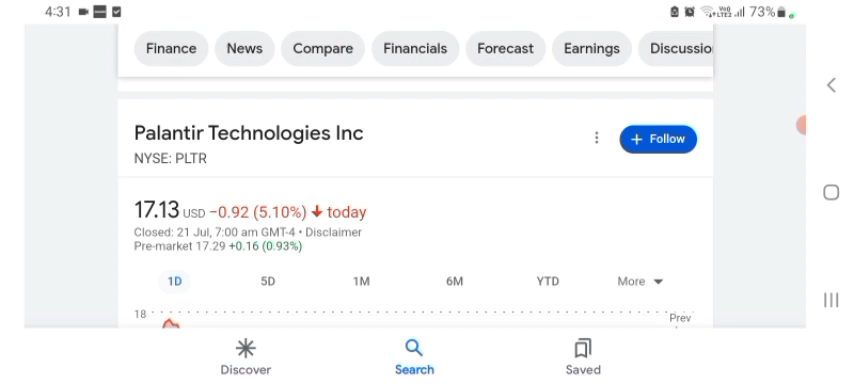 4:31
73%
Finance News Compare Financials Forecast Earnings Discussio
Palantir Technologies Inc
NYSE: PLTR
+ Follow
17.13 USD −0.92 (5.10%) ↓ today
Closed: 21 Jul, 7:00 am GMT-4 • Disclaimer
Pre-market 17.29 +0.16 (0.93%)
1D 5D 1M 6M YTD More
18
Prev
Discover Search Saved